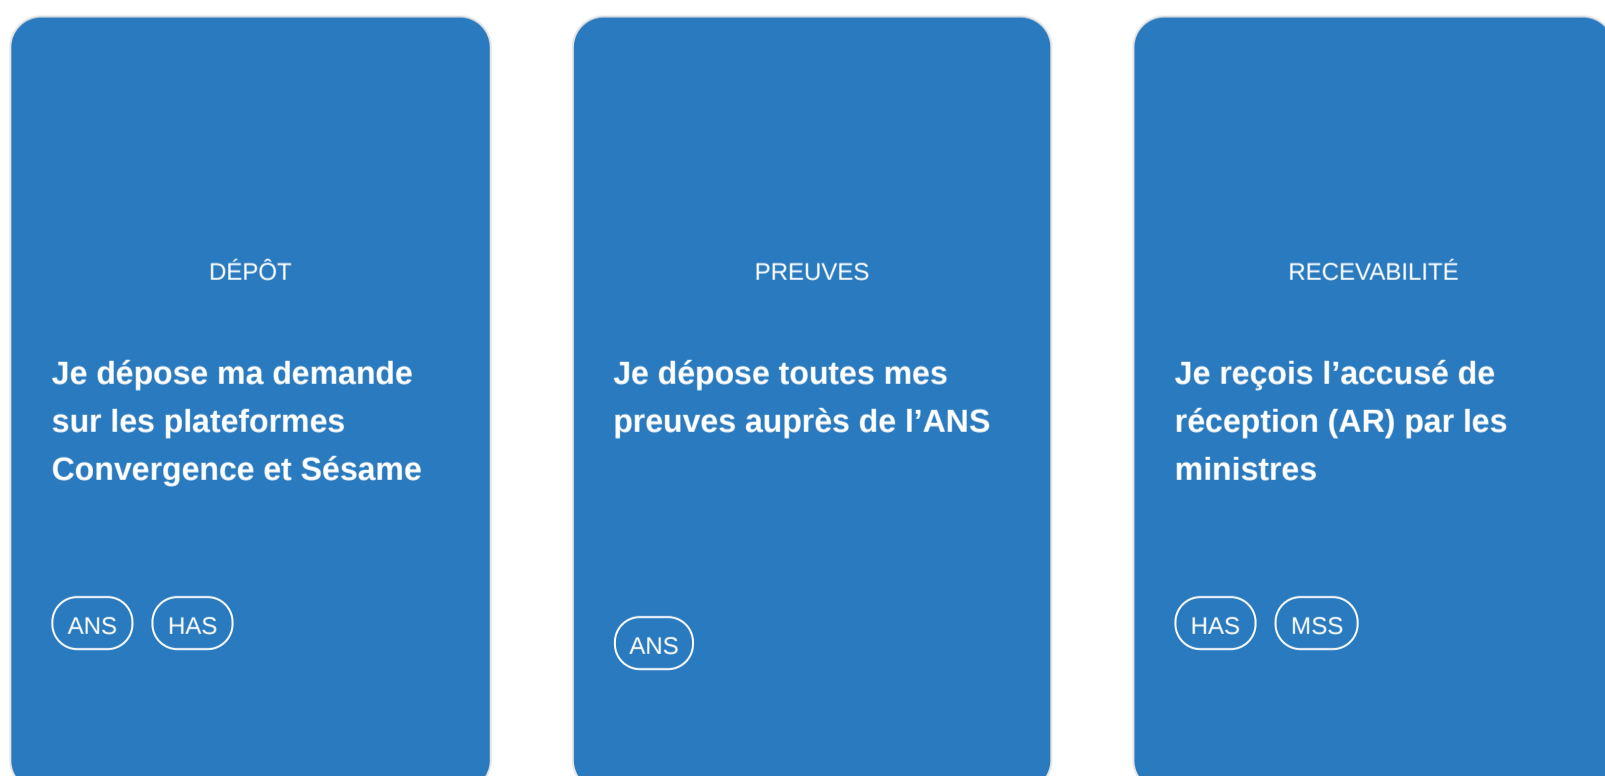 DÉPÔT
Je dépose ma demande
sur les plateformes
Convergence et Sésame
ANS
HAS
PREUVES
Je dépose toutes mes
preuves auprès de l’ANS
ANS
RECEVABILITÉ
Je reçois l’accusé de
réception (AR) par les
ministres
HAS
MSS